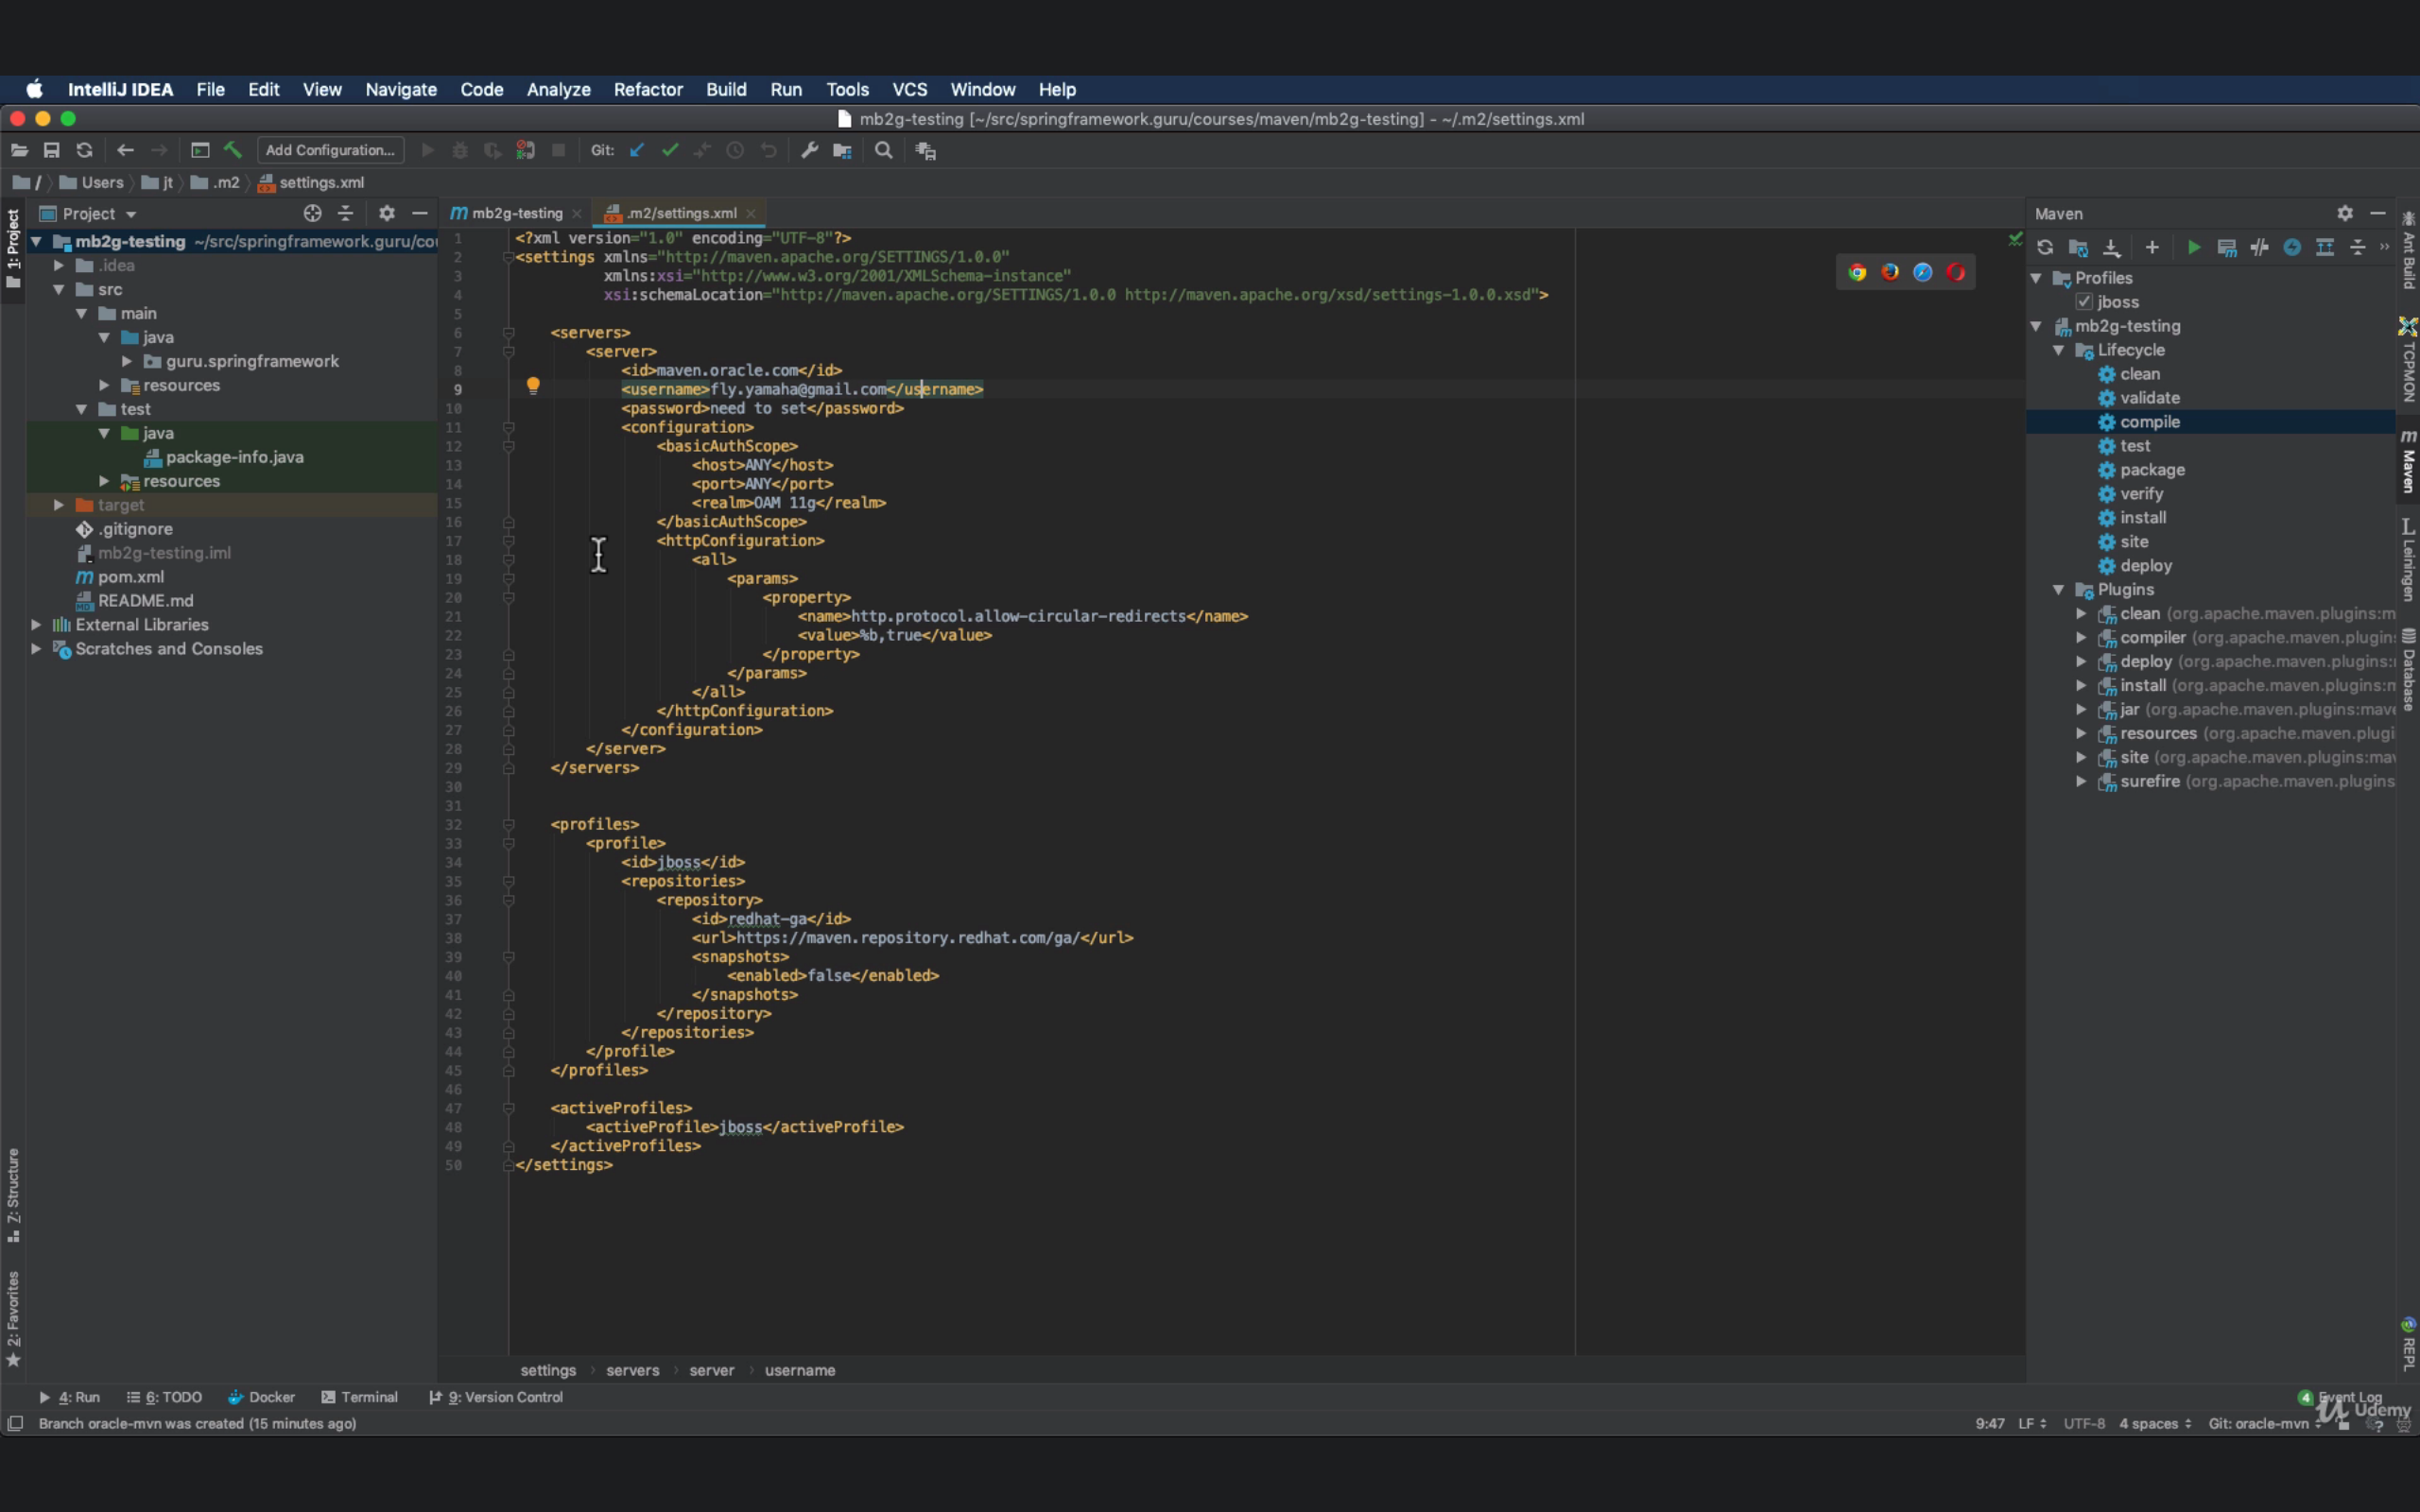 IntelliJ IDEA File Edit View Navigate Code Analyze Refactor Build Run Tools VCS Window Help
mb2g-testing [~/src/springframework.guru/courses/maven/mb2g-testing] - ~/.m2/settings.xml
Add Configuration... Git:
/ Users jt .m2 settings.xml
Project
mb2g-testing .m2/settings.xml
Maven
1: Project
mb2g-testing ~/src/springframework.guru/cou
.idea
src
main
java
guru.springframework
resources
test
java
package-info.java
resources
target
.gitignore
mb2g-testing.iml
pom.xml
README.md
External Libraries
Scratches and Consoles
Z: Structure
2: Favorites
1 <?xml version="1.0" encoding="UTF-8"?>
2 <settings xmlns="http://maven.apache.org/SETTINGS/1.0.0"
3 xmlns:xsi="http://www.w3.org/2001/XMLSchema-instance"
4 xsi:schemaLocation="http://maven.apache.org/SETTINGS/1.0.0 http://maven.apache.org/xsd/settings-1.0.0.xsd">
5
6 <servers>
7 <server>
8 <id>maven.oracle.com</id>
9 <username>fly.yamaha@gmail.com</username>
10 <password>need to set</password>
11 <configuration>
12 <basicAuthScope>
13 <host>ANY</host>
14 <port>ANY</port>
15 <realm>OAM 11g</realm>
16 </basicAuthScope>
17 <httpConfiguration>
18 <all>
19 <params>
20 <property>
21 <name>http.protocol.allow-circular-redirects</name>
22 <value>%b,true</value>
23 </property>
24 </params>
25 </all>
26 </httpConfiguration>
27 </configuration>
28 </server>
29 </servers>
30
31
32 <profiles>
33 <profile>
34 <id>jboss</id>
35 <repositories>
36 <repository>
37 <id>redhat-ga</id>
38 <url>https://maven.repository.redhat.com/ga/</url>
39 <snapshots>
40 <enabled>false</enabled>
41 </snapshots>
42 </repository>
43 </repositories>
44 </profile>
45 </profiles>
46
47 <activeProfiles>
48 <activeProfile>jboss</activeProfile>
49 </activeProfiles>
50 </settings>
settings servers server username
Profiles
jboss
mb2g-testing
Lifecycle
clean
validate
compile
test
package
verify
install
site
deploy
Plugins
clean (org.apache.maven.plugins:m
compiler (org.apache.maven.plugin
deploy (org.apache.maven.plugins:
install (org.apache.maven.plugins:m
jar (org.apache.maven.plugins:mave
resources (org.apache.maven.plugi
site (org.apache.maven.plugins:mav
surefire (org.apache.maven.plugins
Ant Build
TCPMON
Maven
Leiningen
Database
REPL
4: Run 6: TODO Docker Terminal 9: Version Control
4 Event Log
Branch oracle-mvn was created (15 minutes ago)
9:47 LF UTF-8 4 spaces Git: oracle-mvn
Udemy